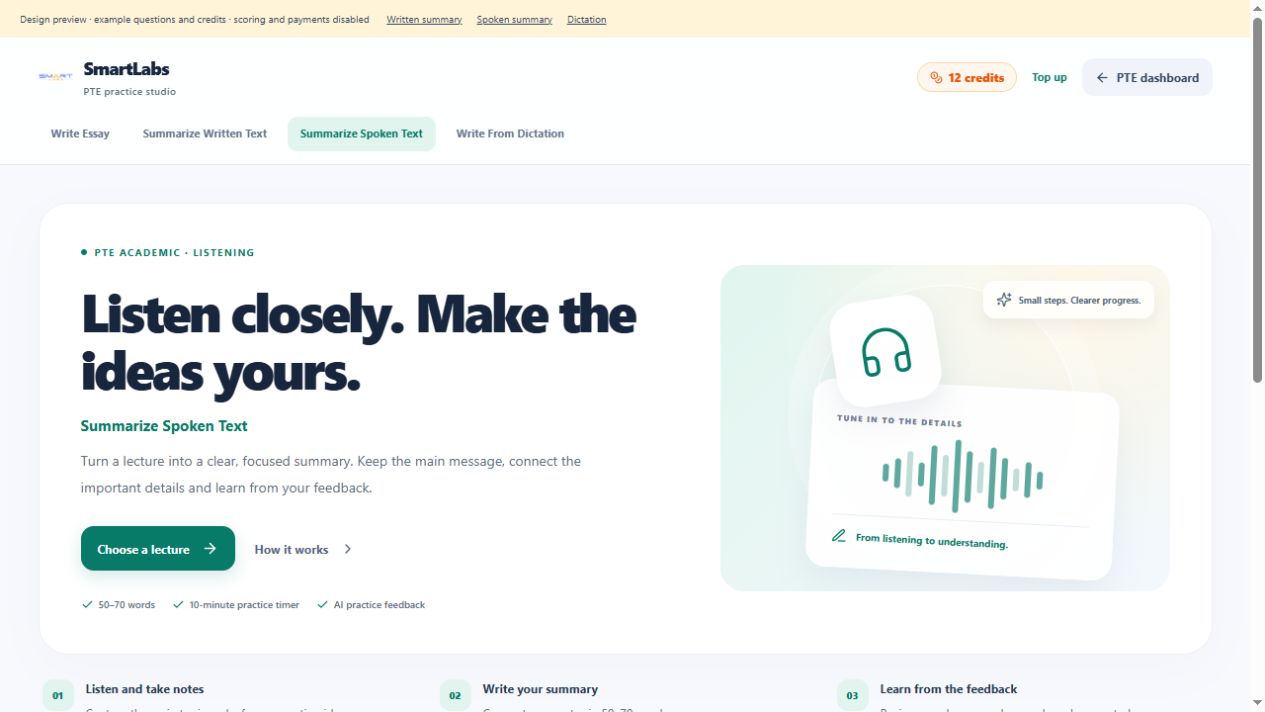 Design preview · example questions and credits · scoring and payments disabled Written summary Spoken summary Dictation
SMART
SmartLabs
PTE practice studio
12 credits
Top up
PTE dashboard
Write Essay Summarize Written Text Summarize Spoken Text Write From Dictation
PTE ACADEMIC · LISTENING
Listen closely. Make the
ideas yours.
Summarize Spoken Text
Turn a lecture into a clear, focused summary. Keep the main message, connect the
important details and learn from your feedback.
Choose a lecture
How it works
50–70 words
10-minute practice timer
AI practice feedback
Small steps. Clearer progress.
TUNE IN TO THE DETAILS
From listening to understanding.
01 Listen and take notes
02 Write your summary
03 Learn from the feedback